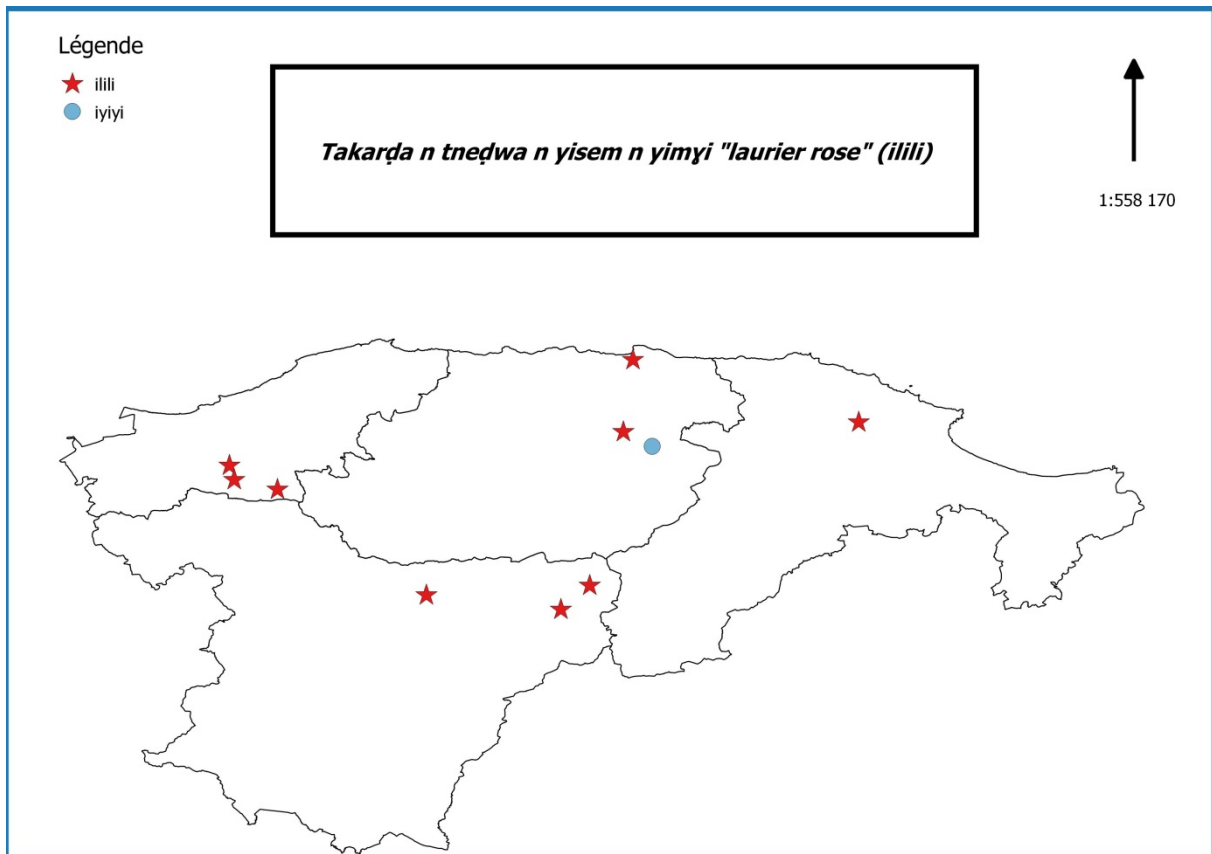 Légende
ilili
iyiyi
Takarḍa n tneḍwa n yisem n yimɣi "laurier rose" (ilili)
1:558 170